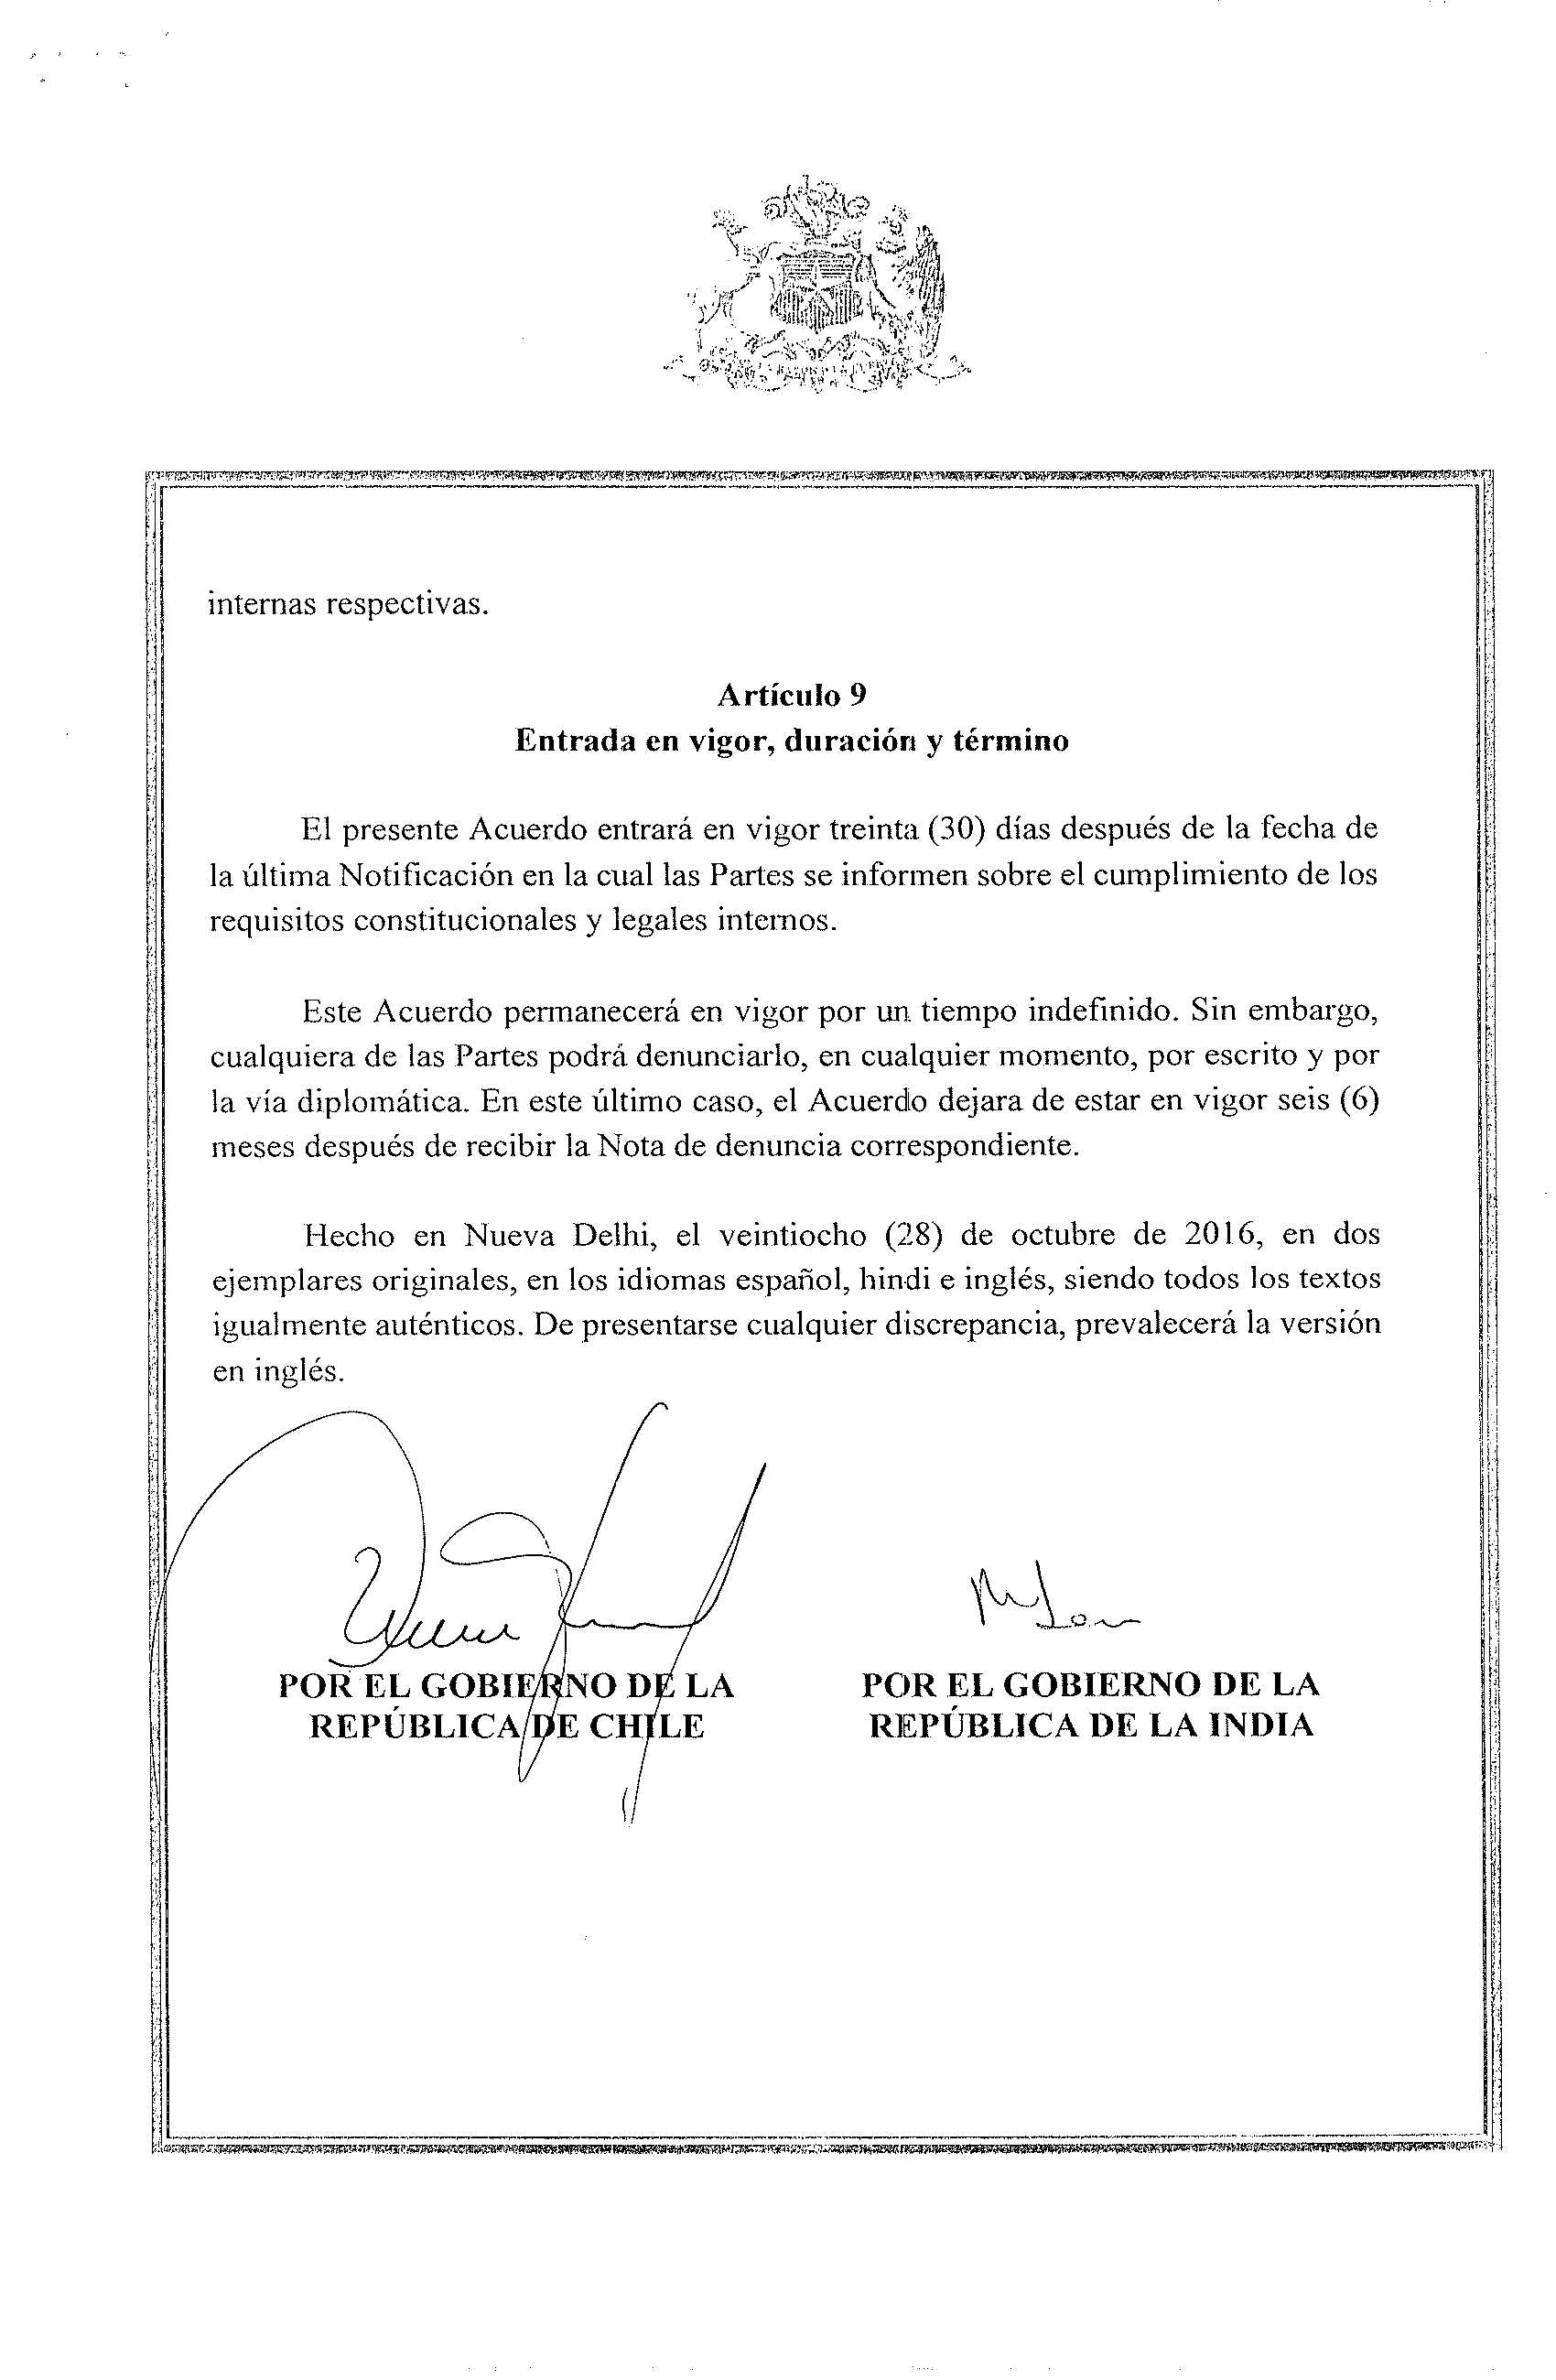 internas respectivas.
Artículo 9
Entrada en vigor, duración y término
El presente Acuerdo entrará en vigor treinta (30) días después de la fecha de
la última Notificación en la cual las Partes se informen sobre el cumplimiento de los
requisitos constitucionales y legales internos.
Este Acuerdo permanecerá en vigor por un tiempo indefinido. Sin embargo,
cualquiera de las Partes podrá denunciarlo, en cualquier momento, por escrito y por
la vía diplomática. En este último caso, el Acuerdo dejara de estar en vigor seis (6)
meses después de recibir la Nota de denuncia correspondiente.
Hecho en Nueva Delhi, el veintiocho (28) de octubre de 2016, en dos
ejemplares originales, en los idiomas español, hindi e inglés, siendo todos los textos
igualmente auténticos. De presentarse cualquier discrepancia, prevalecerá la versión
en inglés.
POR EL GOBIERNO DE LA
REPÚBLICA DE CHILE
POR EL GOBIERNO DE LA
REPÚBLICA DE LA INDIA